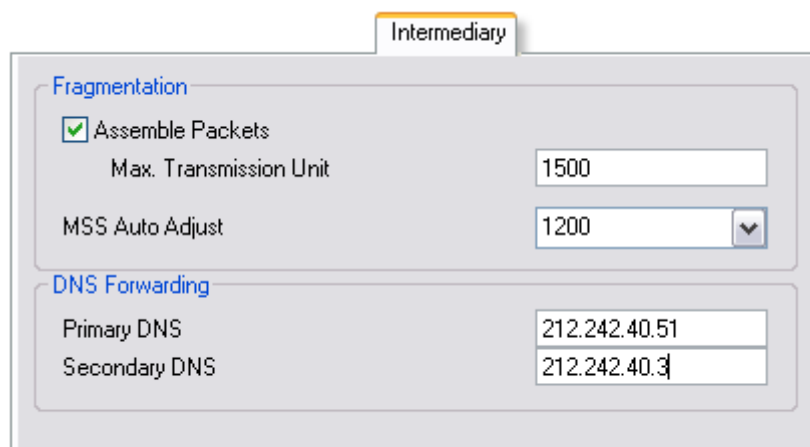 Intermediary
Fragmentation
Assemble Packets
Max. Transmission Unit 1500
MSS Auto Adjust 1200
DNS Forwarding
Primary DNS 212.242.40.51
Secondary DNS 212.242.40.3